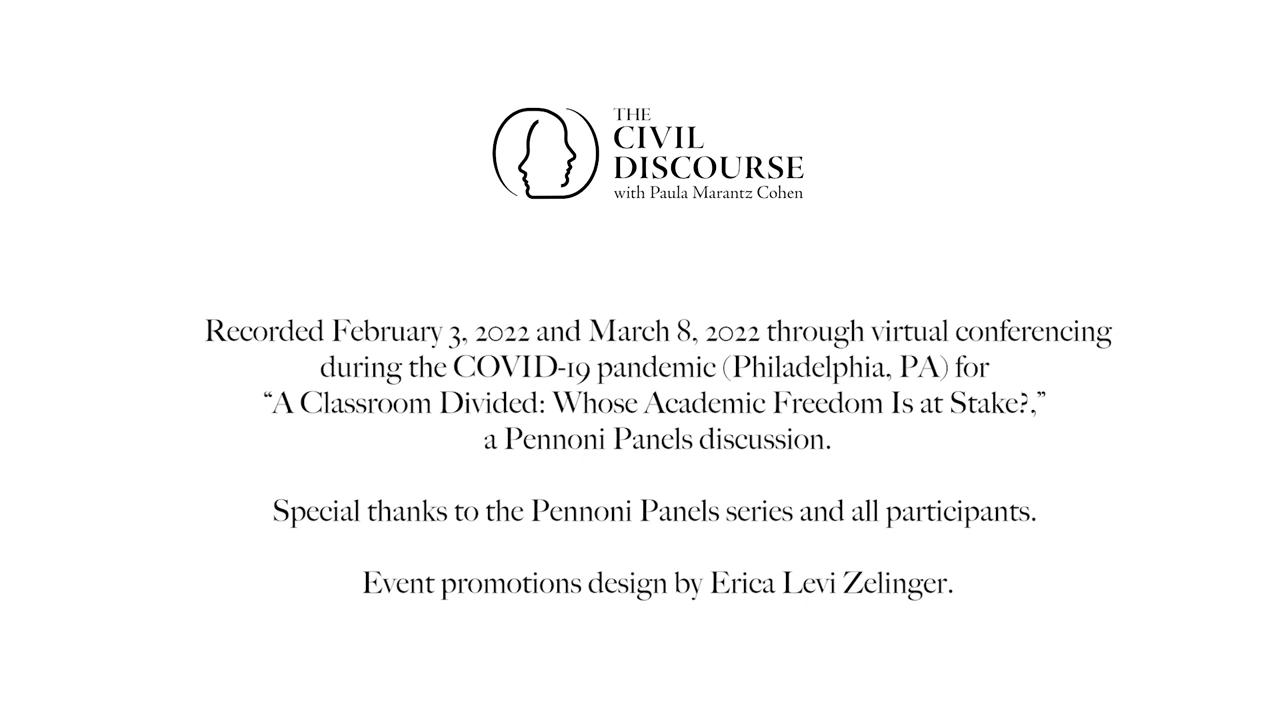 THE
CIVIL
DISCOURSE
with Paula Marantz Cohen
Recorded February 3, 2022 and March 8, 2022 through virtual conferencing
during the COVID-19 pandemic (Philadelphia, PA) for
“A Classroom Divided: Whose Academic Freedom Is at Stake?,”
a Pennoni Panels discussion.
Special thanks to the Pennoni Panels series and all participants.
Event promotions design by Erica Levi Zelinger.